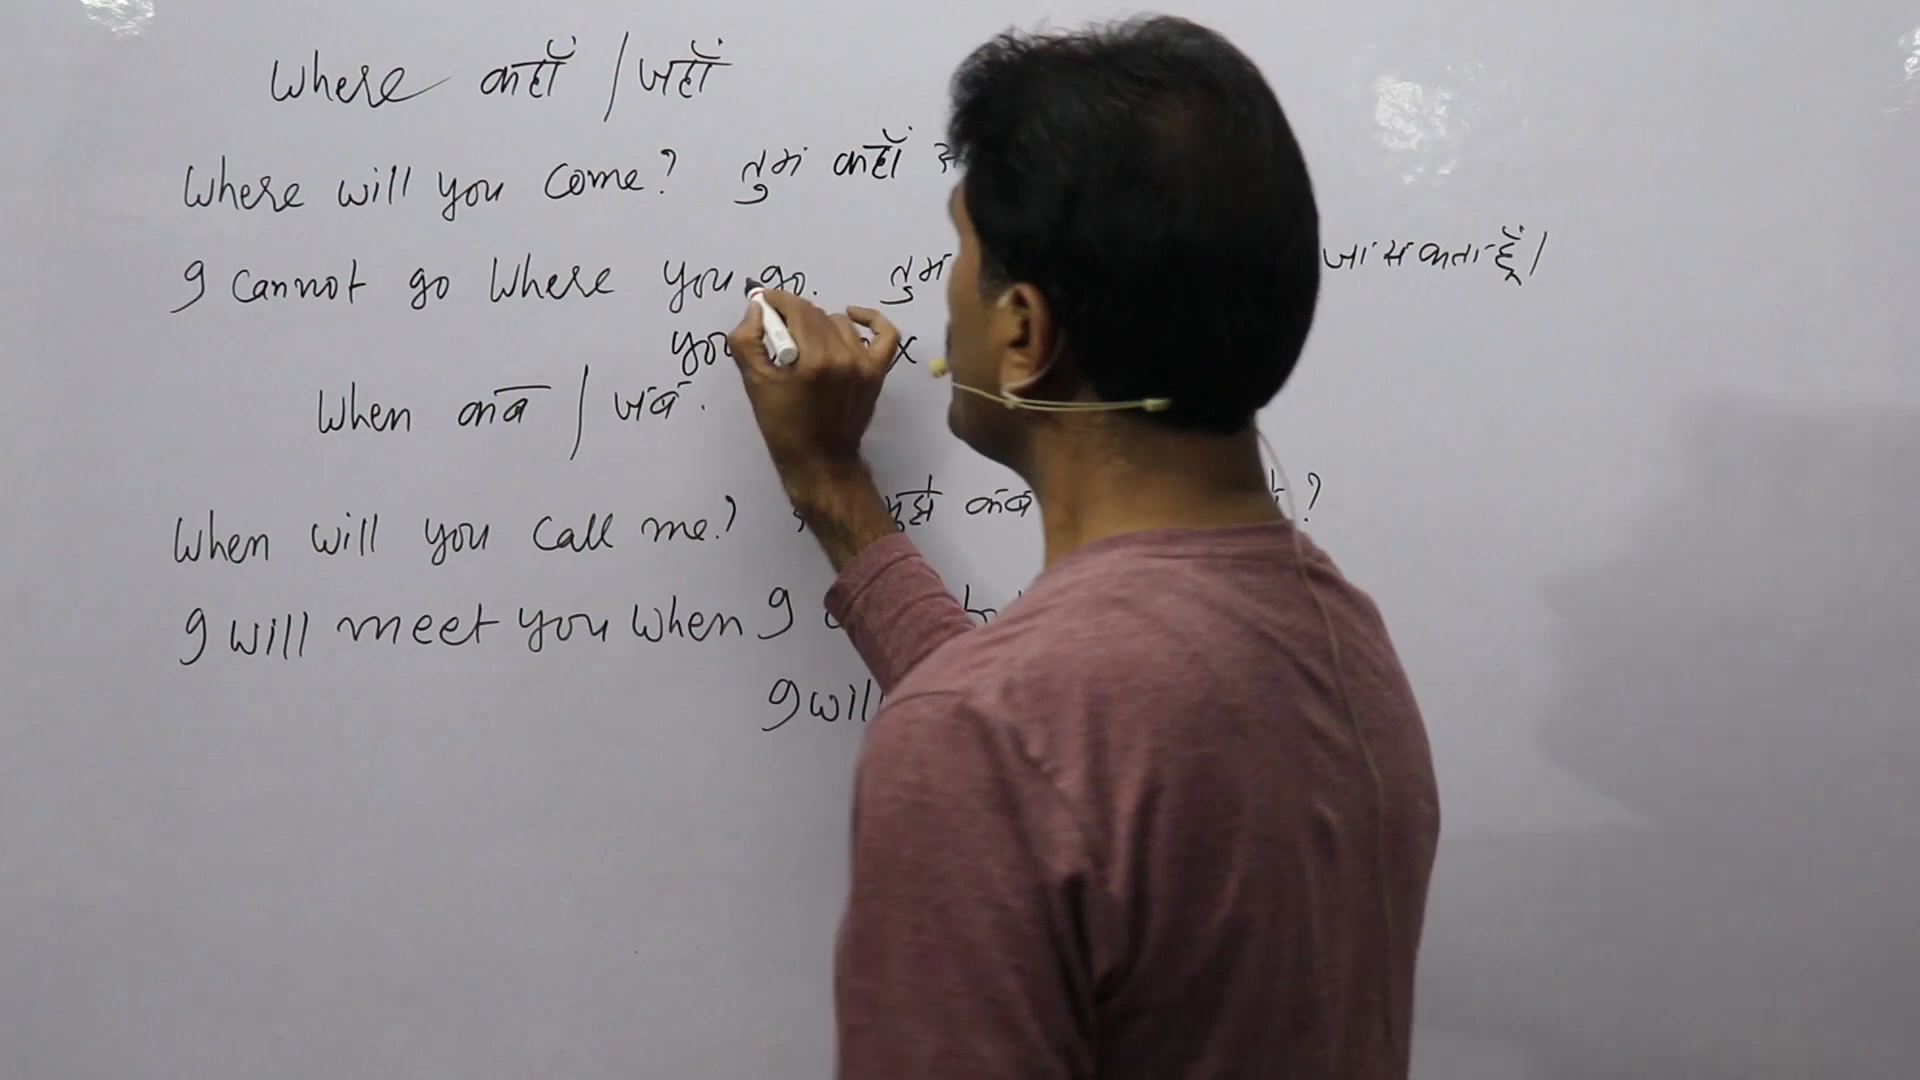 Where कहाँ / जहाँ
Where will you come? तुम कहाँ
I cannot go where you go. तुम जा सकता हूँ।
you x
When कब / जब.
When will you call me? मुझे कब ?
I will meet you when I
I will